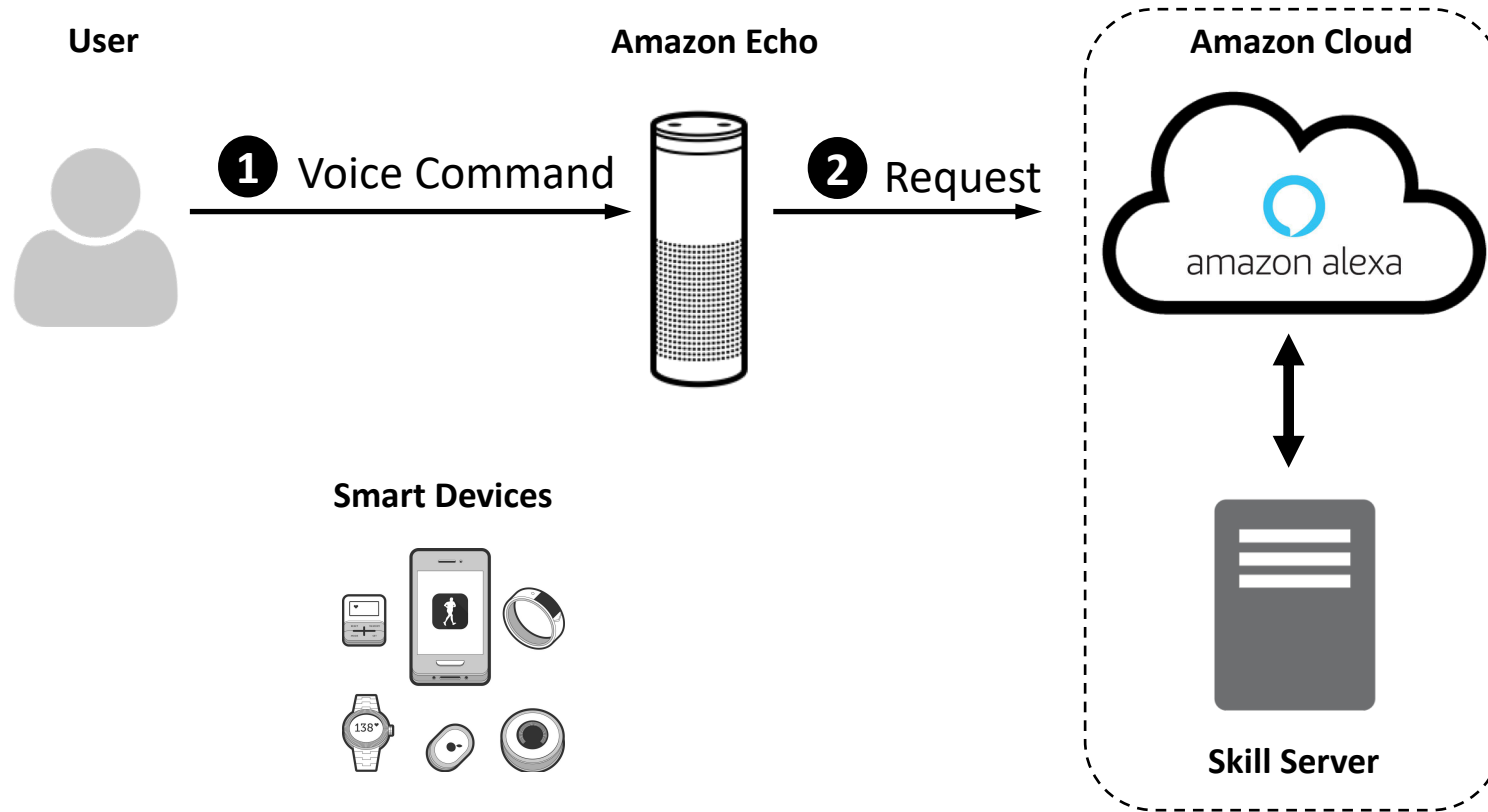 User
Amazon Echo
Amazon Cloud
1 Voice Command
2 Request
amazon alexa
Smart Devices
138
Skill Server